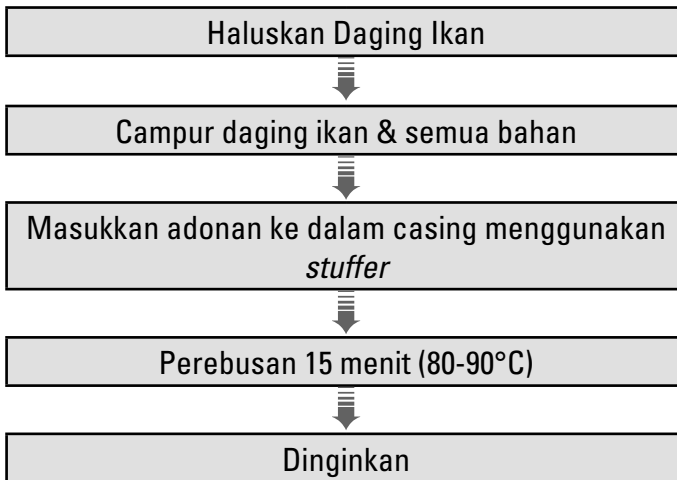 Haluskan Daging Ikan
Campur daging ikan & semua bahan
Masukkan adonan ke dalam casing menggunakan
stuffer
Perebusan 15 menit (80-90°C)
Dinginkan